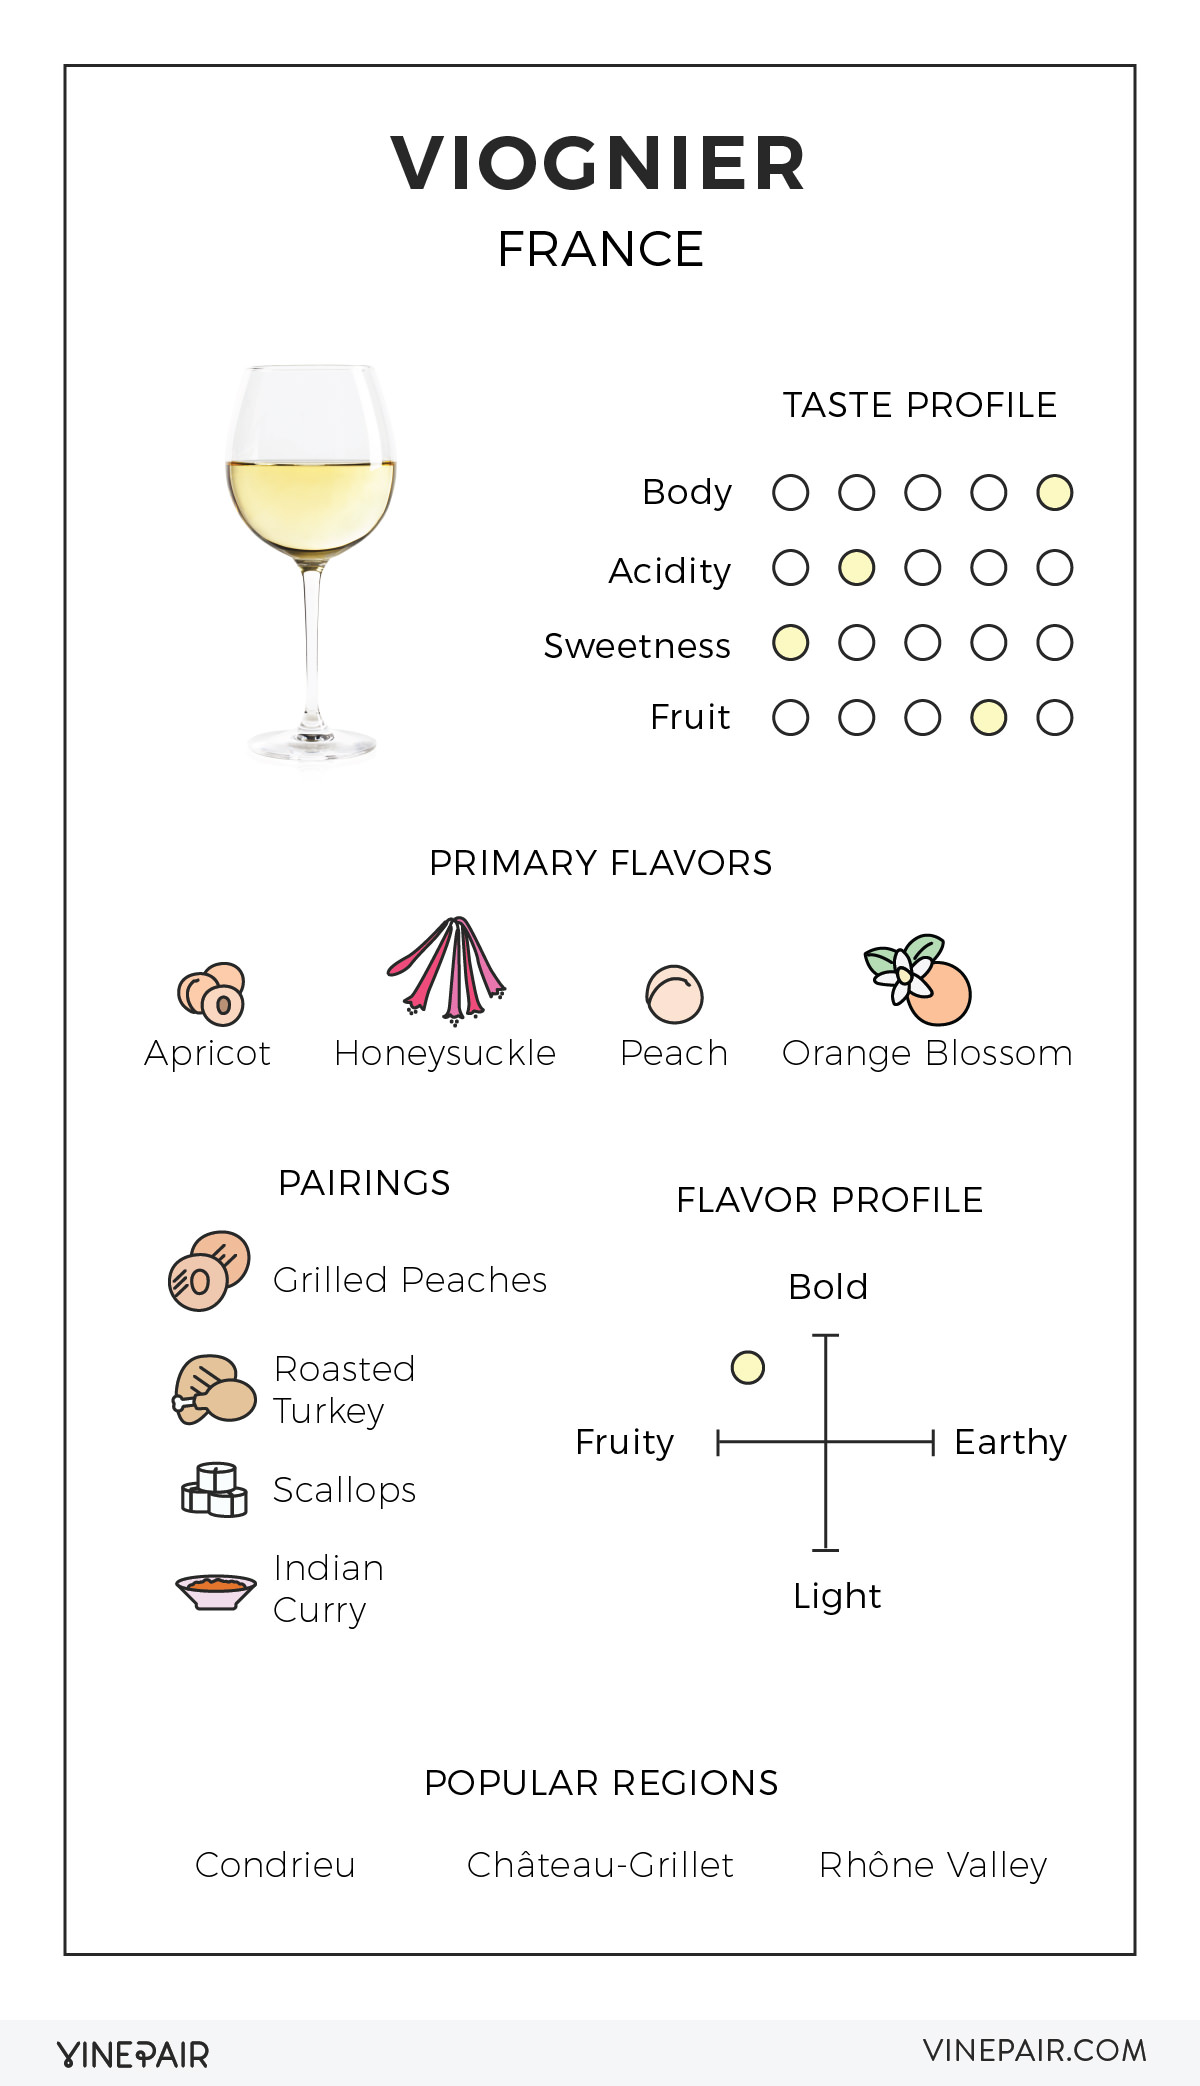 VIOGNIER
FRANCE
TASTE PROFILE
Body
Acidity
Sweetness
Fruit
PRIMARY FLAVORS
Apricot
Honeysuckle
Peach
Orange Blossom
PAIRINGS
Grilled Peaches
Roasted
Turkey
Scallops
Indian
Curry
FLAVOR PROFILE
Bold
Fruity
Earthy
Light
POPULAR REGIONS
Condrieu
Château-Grillet
Rhône Valley
VINEPAIR
VINEPAIR.COM